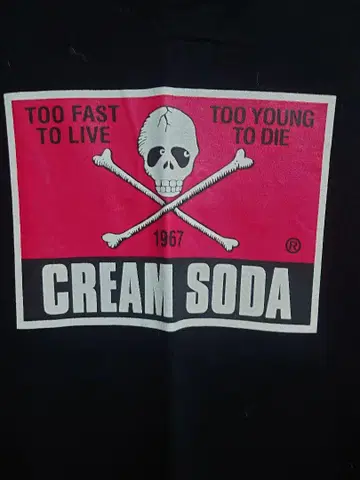 TOO FAST
TO LIVE
TOO YOUNG
TO DIE
1967
®
CREAM SODA